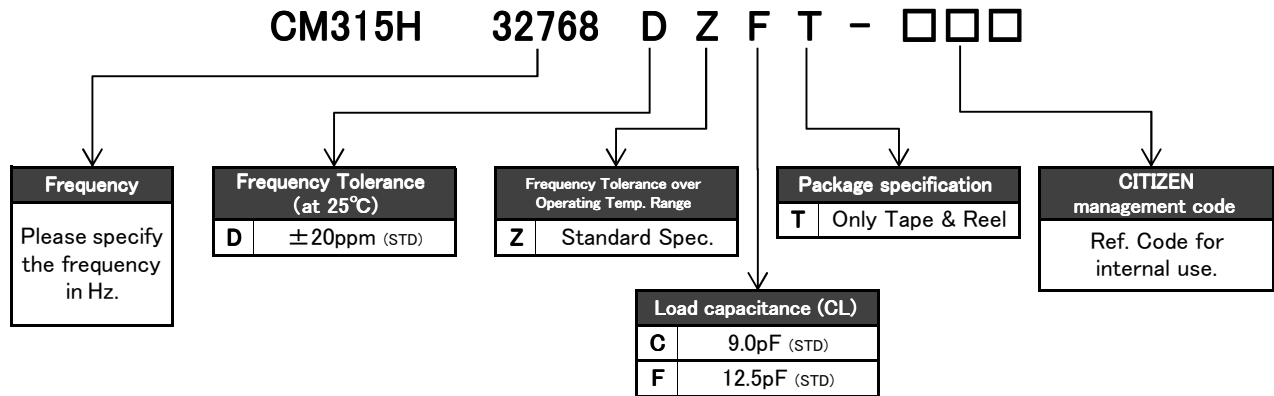 CM315H 32768 D Z F T - □□□
Frequency
Please specify
the frequency
in Hz.
Frequency Tolerance
(at 25℃)
D ±20ppm (STD)
Frequency Tolerance over
Operating Temp. Range
Z Standard Spec.
Load capacitance (CL)
C 9.0pF (STD)
F 12.5pF (STD)
Package specification
T Only Tape & Reel
CITIZEN
management code
Ref. Code for
internal use.